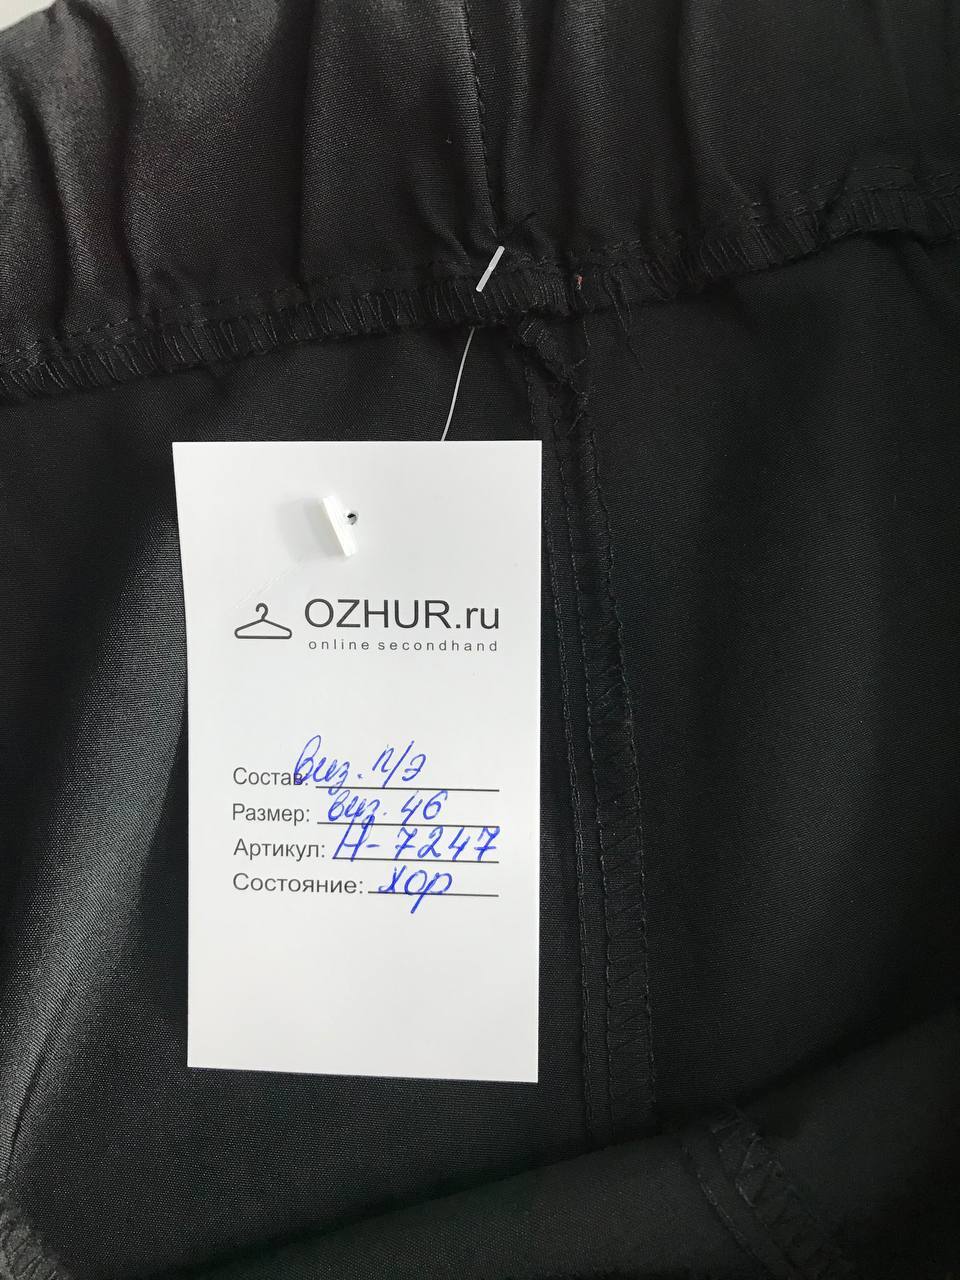 OZHUR.ru
online secondhand
Состав: виз. п/э
Размер: виз. 46
Артикул: Н-7247
Состояние: хор